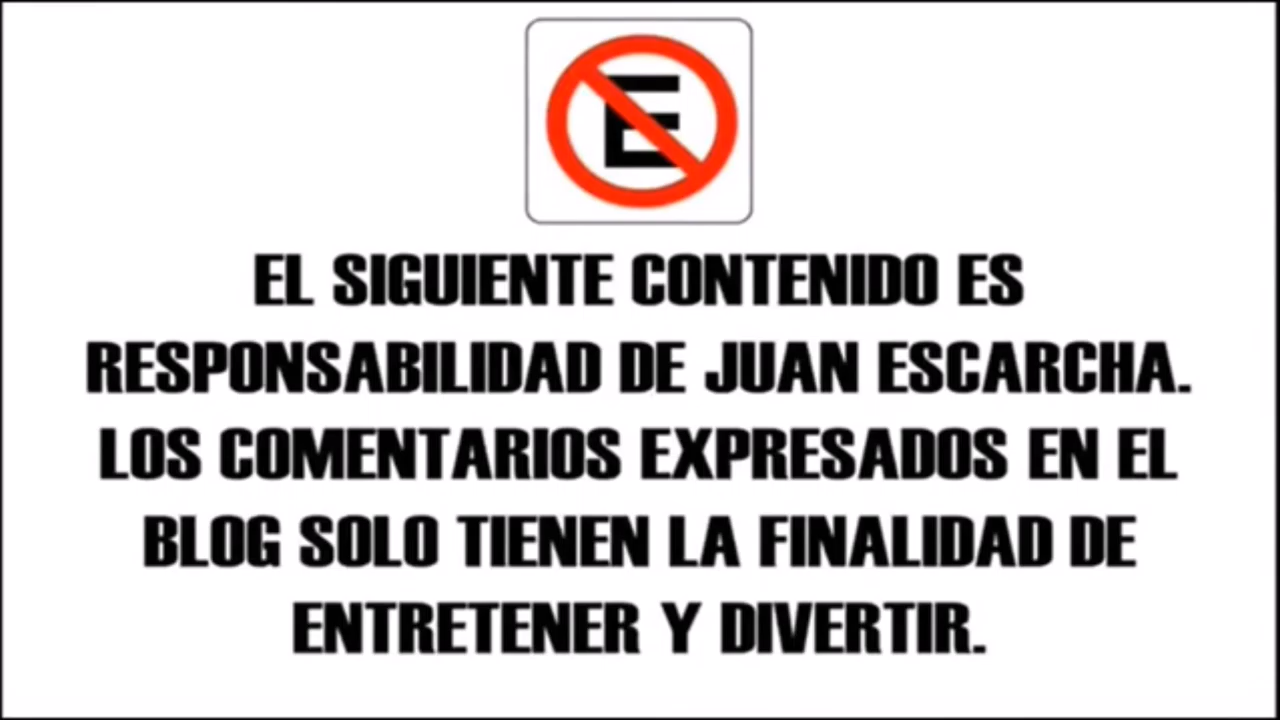 E
EL SIGUIENTE CONTENIDO ES
RESPONSABILIDAD DE JUAN ESCARCHA.
LOS COMENTARIOS EXPRESADOS EN EL
BLOG SOLO TIENEN LA FINALIDAD DE
ENTRETENER Y DIVERTIR.